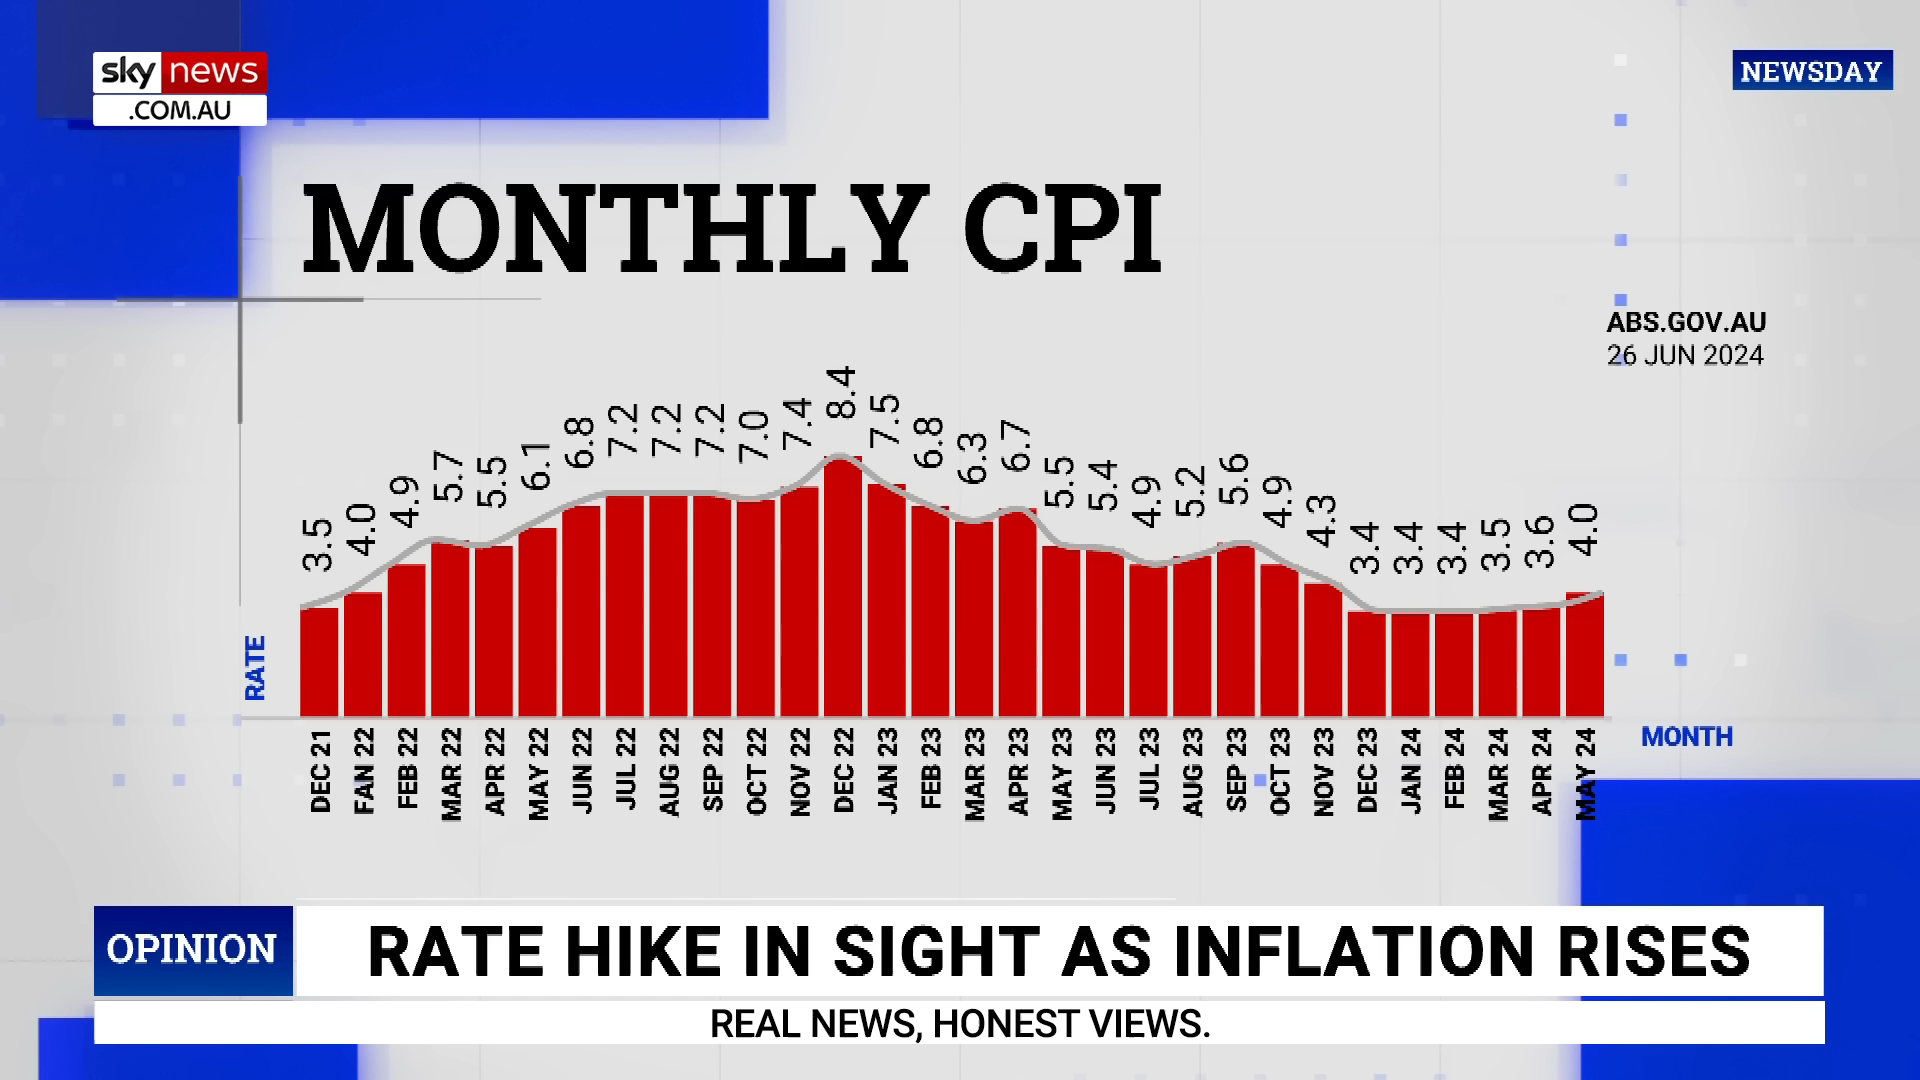 sky news
.COM.AU
NEWSDAY
MONTHLY CPI
ABS.GOV.AU
26 JUN 2024
3.5 4.0 4.9 5.7 5.5 6.1 6.8 7.2 7.2 7.2 7.0 7.4 8.4 7.5 6.8 6.3 6.7 5.5 5.4 4.9 5.2 5.6 4.9 4.3 3.4 3.4 3.4 3.5 3.6 4.0
RATE
DEC 21 FAN 22 FEB 22 MAR 22 APR 22 MAY 22 JUN 22 JUL 22 AUG 22 SEP 22 OCT 22 NOV 22 DEC 22 JAN 23 FEB 23 MAR 23 APR 23 MAY 23 JUN 23 JUL 23 AUG 23 SEP 23 OCT 23 NOV 23 DEC 23 JAN 24 FEB 24 MAR 24 APR 24 MAY 24
MONTH
OPINION
RATE HIKE IN SIGHT AS INFLATION RISES
REAL NEWS, HONEST VIEWS.